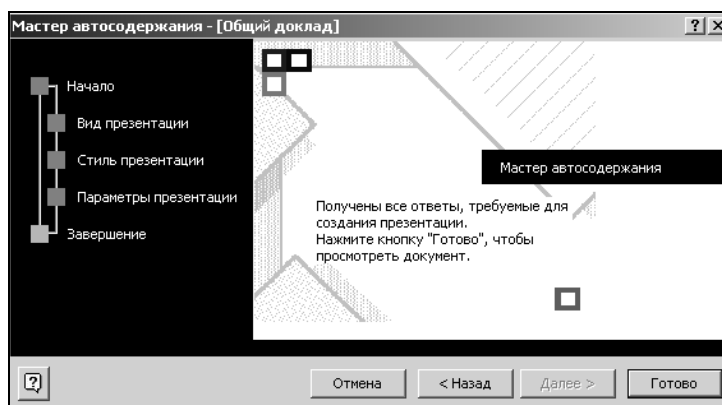 Мастер автосодержания - [Общий доклад]
Начало
Вид презентации
Стиль презентации
Параметры презентации
Завершение
Мастер автосодержания
Получены все ответы, требуемые для
создания презентации.
Нажмите кнопку "Готово", чтобы
просмотреть документ.
Отмена
< Назад
Далее >
Готово